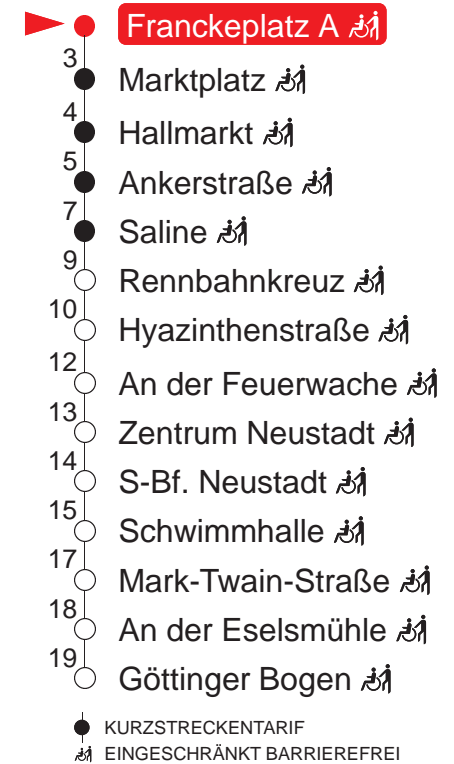 Franckeplatz A
3
Marktplatz
4
Hallmarkt
5
Ankerstraße
7
Saline
9
Rennbahnkreuz
10
Hyazinthenstraße
12
An der Feuerwache
13
Zentrum Neustadt
14
S-Bf. Neustadt
15
Schwimmhalle
17
Mark-Twain-Straße
18
An der Eselsmühle
19
Göttinger Bogen
KURZSTRECKENTARIF
EINGESCHRÄNKT BARRIEREFREI